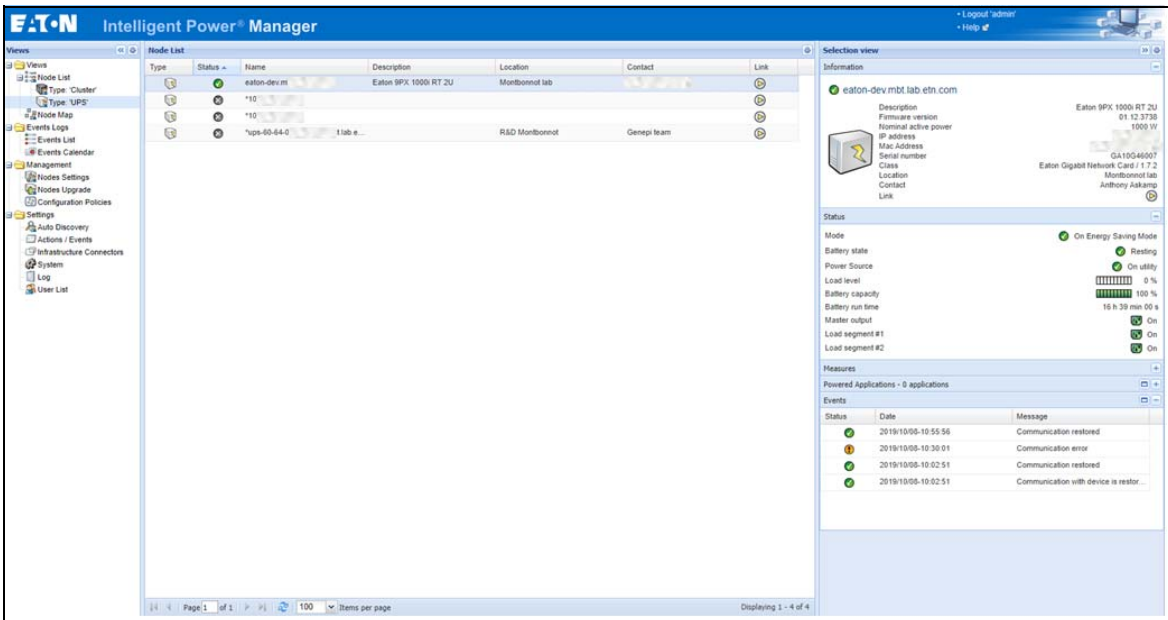 EATON Intelligent Power® Manager
• Logout 'admin'
• Help
Views
Views
Node List
Type: 'Cluster'
Type: 'UPS'
Node Map
Events Logs
Events List
Events Calendar
Management
Nodes Settings
Nodes Upgrade
Configuration Policies
Settings
Auto Discovery
Actions / Events
Infrastructure Connectors
System
Log
User List
Node List
Type Status Name Description Location Contact Link
eaton-dev.m Eaton 9PX 1000i RT 2U Montbonnot lab
*10
*10
*ups-60-64-0 t.lab e... R&D Montbonnot Genepi team
Page 1 of 1 100 Items per page Displaying 1 - 4 of 4
Selection view
Information
eaton-dev.mbt.lab.etn.com
Description Eaton 9PX 1000i RT 2U
Firmware version 01.12.3738
Nominal active power 1000 W
IP address
Mac Address
Serial number GA10G46007
Class Eaton Gigabit Network Card / 1.7.2
Location Montbonnot lab
Contact Anthony Askamp
Link
Status
Mode On Energy Saving Mode
Battery state Resting
Power Source On utility
Load level 0 %
Battery capacity 100 %
Battery run time 16 h 39 min 00 s
Master output On
Load segment #1 On
Load segment #2 On
Measures
Powered Applications - 0 applications
Events
Status Date Message
2019/10/08-10:55:56 Communication restored
2019/10/08-10:30:01 Communication error
2019/10/08-10:02:51 Communication restored
2019/10/08-10:02:51 Communication with device is restor...